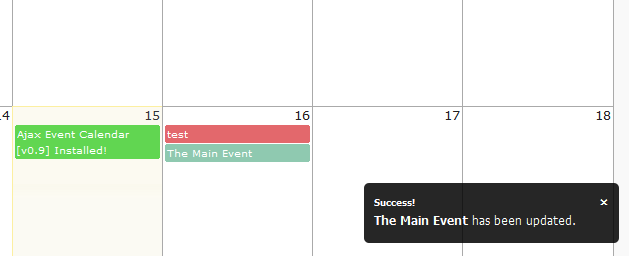 14 15 16 17 18
Ajax Event Calendar
[v0.9] Installed!
test
The Main Event
Success! ×
The Main Event has been updated.